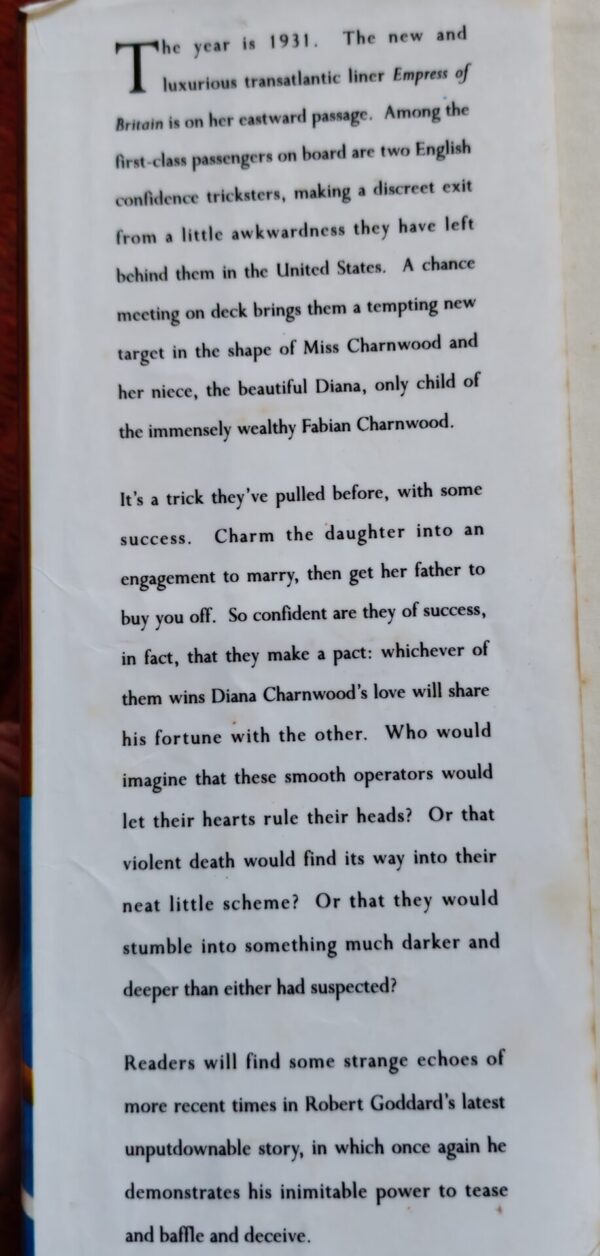 The year is 1931. The new and
luxurious transatlantic liner Empress of
Britain is on her eastward passage. Among the
first-class passengers on board are two English
confidence tricksters, making a discreet exit
from a little awkwardness they have left
behind them in the United States. A chance
meeting on deck brings them a tempting new
target in the shape of Miss Charnwood and
her niece, the beautiful Diana, only child of
the immensely wealthy Fabian Charnwood.
It's a trick they've pulled before, with some
success. Charm the daughter into an
engagement to marry, then get her father to
buy you off. So confident are they of success,
in fact, that they make a pact: whichever of
them wins Diana Charnwood's love will share
his fortune with the other. Who would
imagine that these smooth operators would
let their hearts rule their heads? Or that
violent death would find its way into their
neat little scheme? Or that they would
stumble into something much darker and
deeper than either had suspected?
Readers will find some strange echoes of
more recent times in Robert Goddard's latest
unputdownable story, in which once again he
demonstrates his inimitable power to tease
and baffle and deceive.